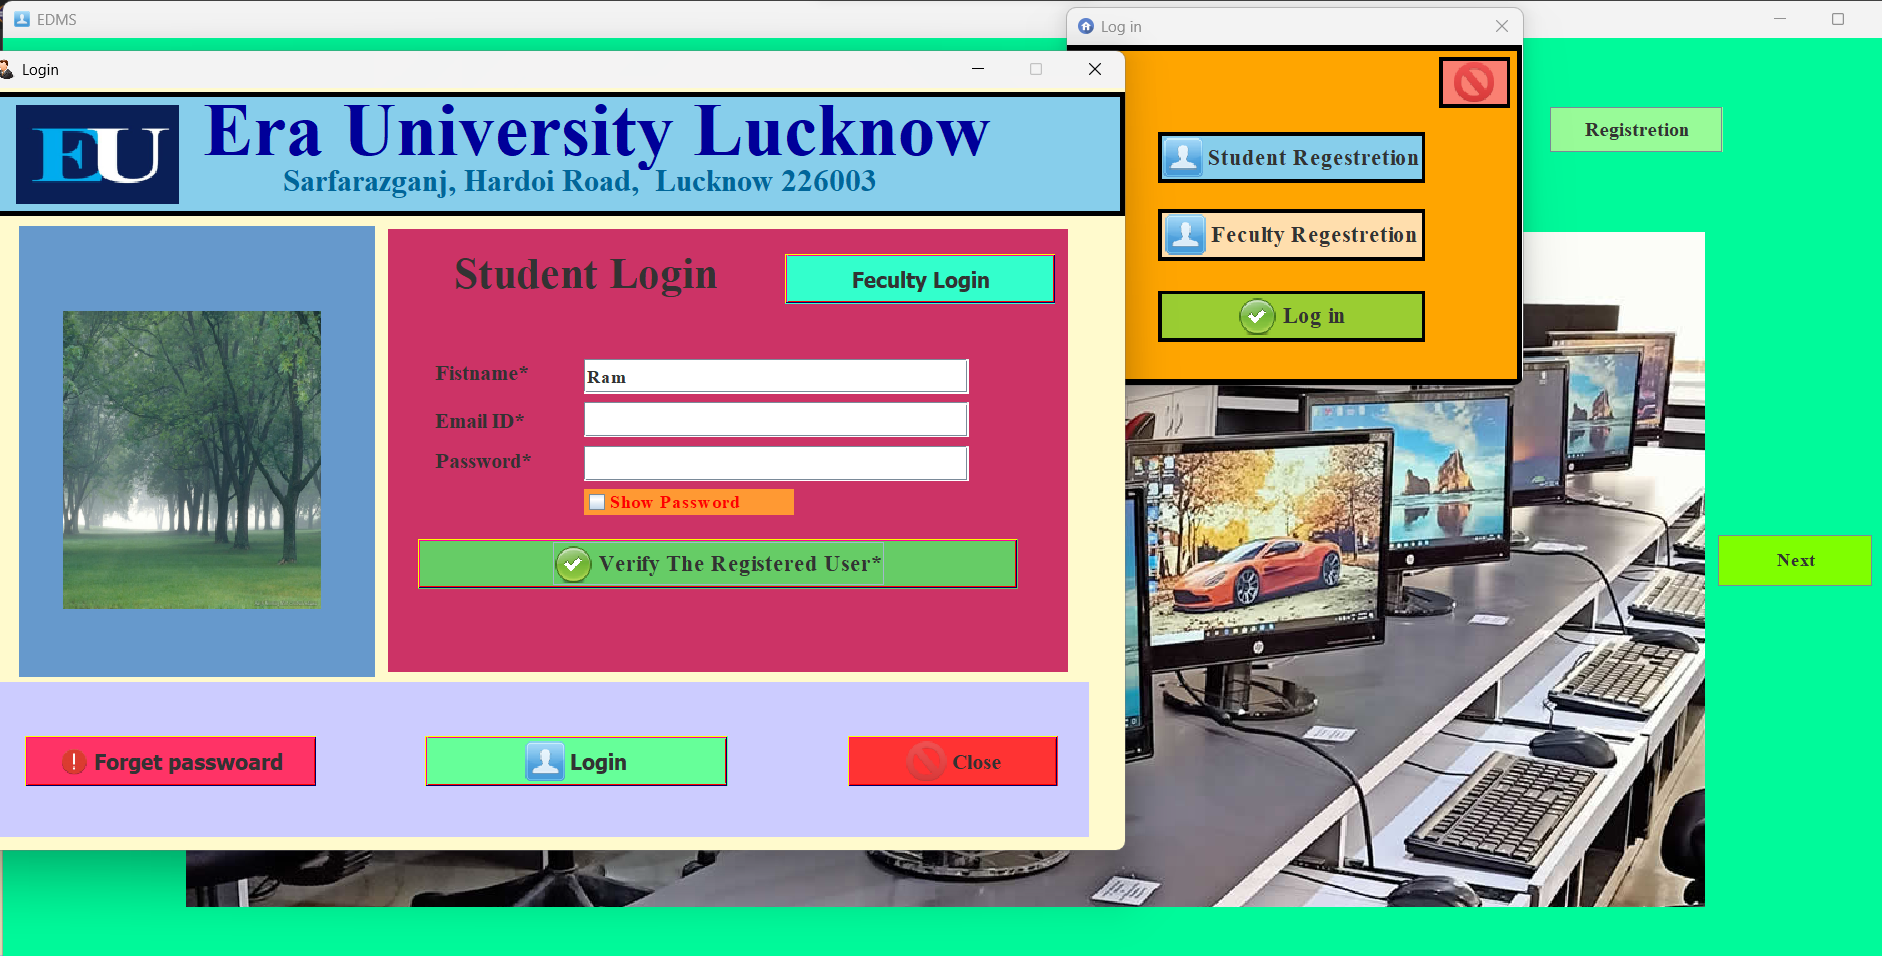 EDMS
Log in
Login
EU
Era University Lucknow
Sarfarazganj, Hardoi Road, Lucknow 226003
Registretion
Student Regestretion
Feculty Regestretion
Log in
Student Login
Feculty Login
Fistname*
Ram
Email ID*
Password*
Show Password
Verify The Registered User*
Next
Forget passwoard
Login
Close